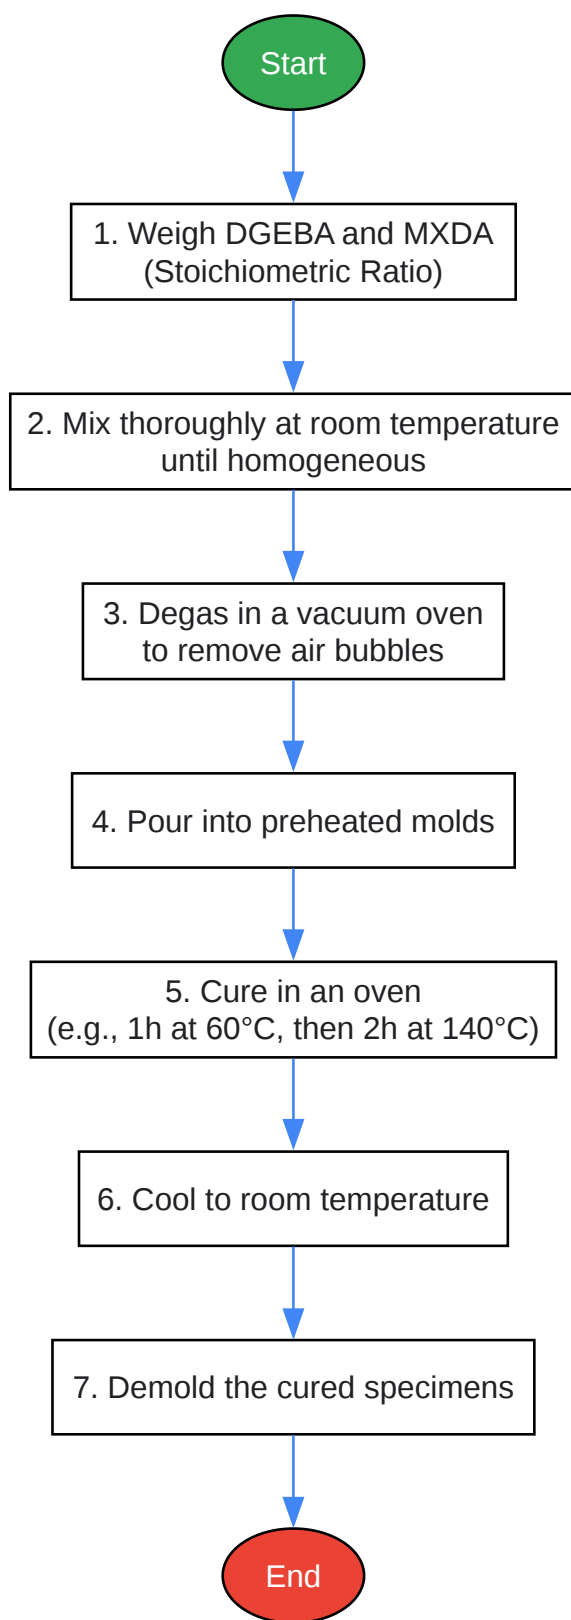 Start
1. Weigh DGEBA and MXDA
(Stoichiometric Ratio)
2. Mix thoroughly at room temperature
until homogeneous
3. Degas in a vacuum oven
to remove air bubbles
4. Pour into preheated molds
5. Cure in an oven
(e.g., 1h at 60°C, then 2h at 140°C)
6. Cool to room temperature
7. Demold the cured specimens
End